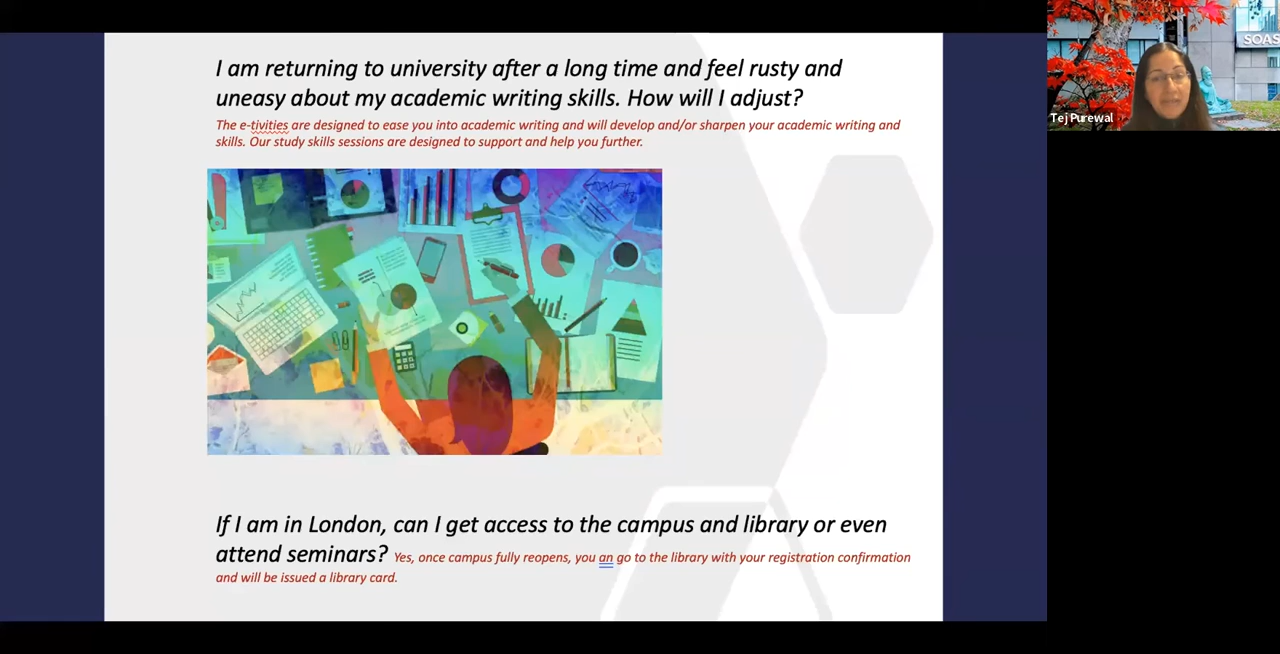 I am returning to university after a long time and feel rusty and
uneasy about my academic writing skills. How will I adjust?
The e-tivities are designed to ease you into academic writing and will develop and/or sharpen your academic writing and
skills. Our study skills sessions are designed to support and help you further.
If I am in London, can I get access to the campus and library or even
attend seminars? Yes, once campus fully reopens, you an go to the library with your registration confirmation
and will be issued a library card.
SOAS
Tej Purewal